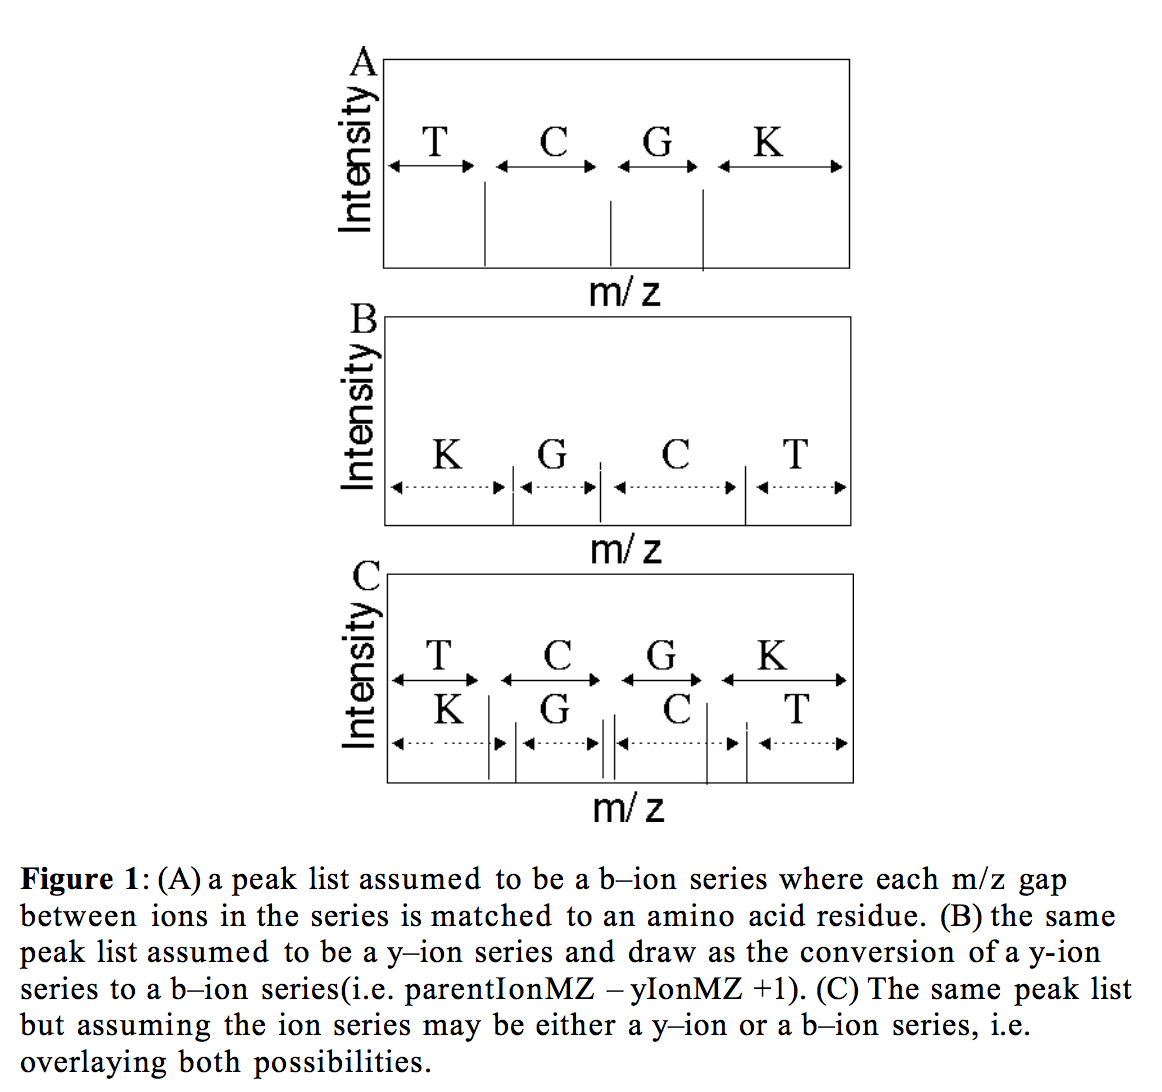 A
Intensity
T C G K
m/z
B
Intensity
K G C T
m/z
C
Intensity
T C G K
K G C T
m/z
Figure 1: (A) a peak list assumed to be a b–ion series where each m/z gap
between ions in the series is matched to an amino acid residue. (B) the same
peak list assumed to be a y–ion series and draw as the conversion of a y-ion
series to a b–ion series(i.e. parentIonMZ – yIonMZ +1). (C) The same peak list
but assuming the ion series may be either a y–ion or a b–ion series, i.e.
overlaying both possibilities.